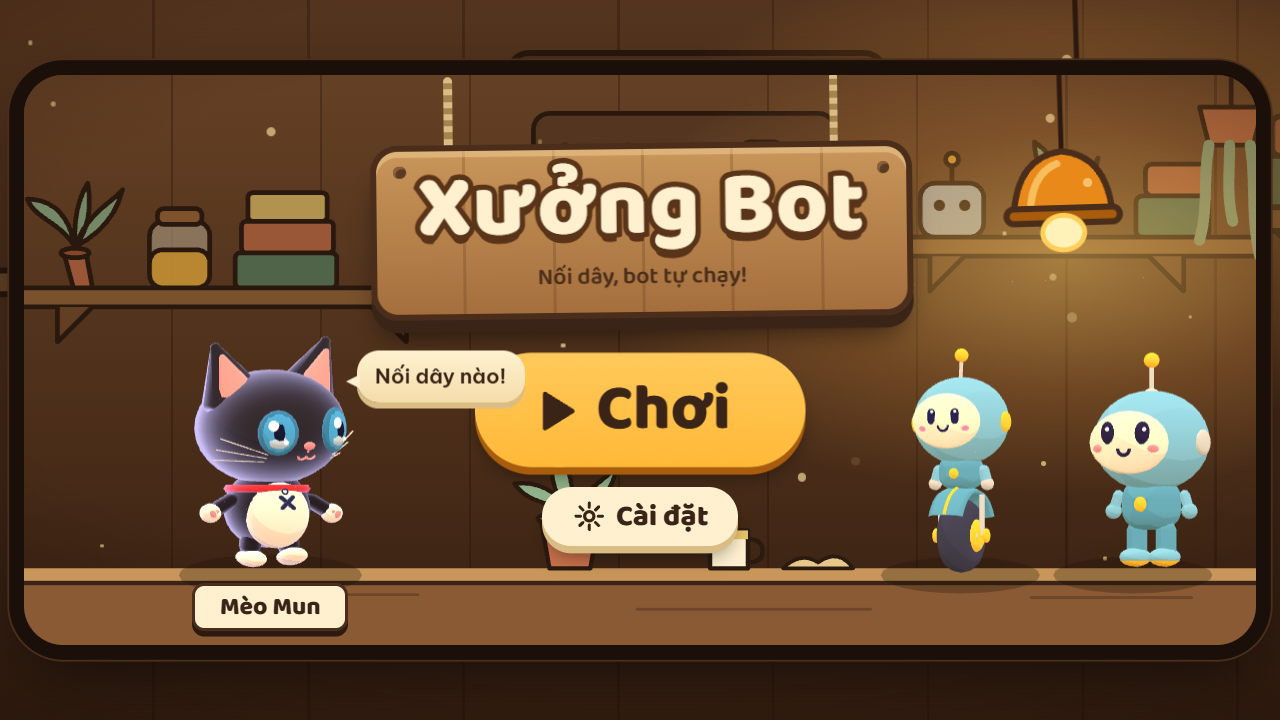 Xưởng Bot
Nối dây, bot tự chạy!
Nối dây nào!
Chơi
Cài đặt
Mèo Mun